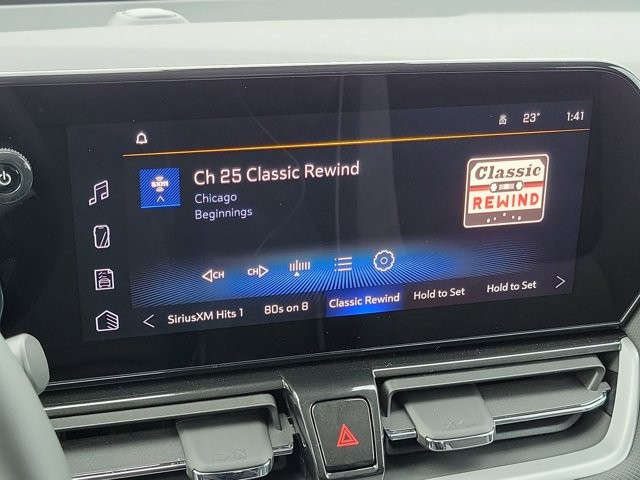 23° 1:41
sxm
Ch 25 Classic Rewind
Chicago
Beginnings
Classic
REWIND
CH CH
SiriusXM Hits 1 80s on 8 Classic Rewind Hold to Set Hold to Set